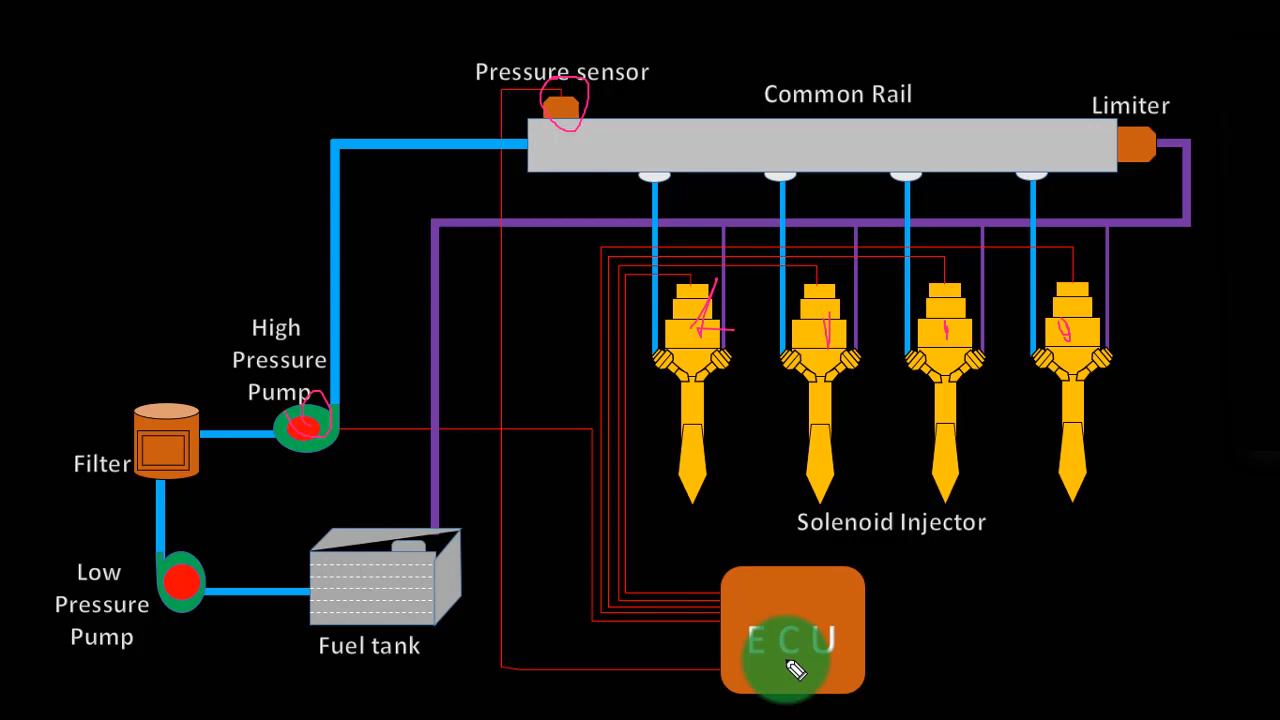 Pressure sensor
Common Rail
Limiter
High
Pressure
Pump
Filter
Low
Pressure
Pump
Fuel tank
Solenoid Injector
ECU